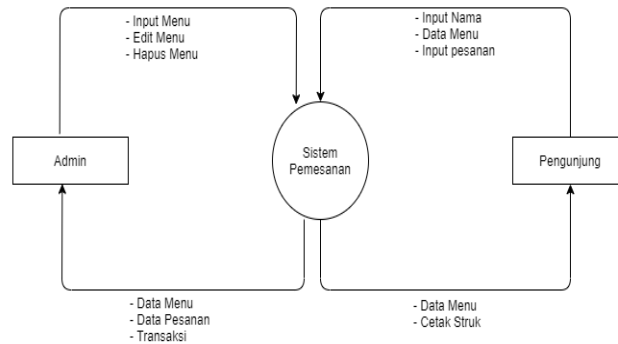 - Input Menu
- Edit Menu
- Hapus Menu
- Input Nama
- Data Menu
- Input pesanan
Admin
Sistem
Pemesanan
Pengunjung
- Data Menu
- Data Pesanan
- Transaksi
- Data Menu
- Cetak Struk